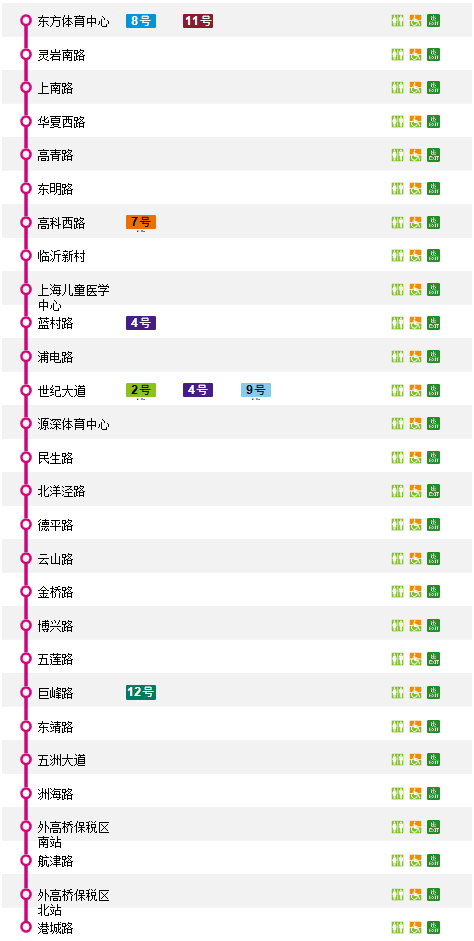 东方体育中心 8号 11号
灵岩南路
上南路
华夏西路
高青路
东明路
高科西路 7号
临沂新村
上海儿童医学
中心
蓝村路 4号
浦电路
世纪大道 2号 4号 9号
源深体育中心
民生路
北洋泾路
德平路
云山路
金桥路
博兴路
五莲路
巨峰路 12号
东靖路
五洲大道
洲海路
外高桥保税区
南站
航津路
外高桥保税区
北站
港城路